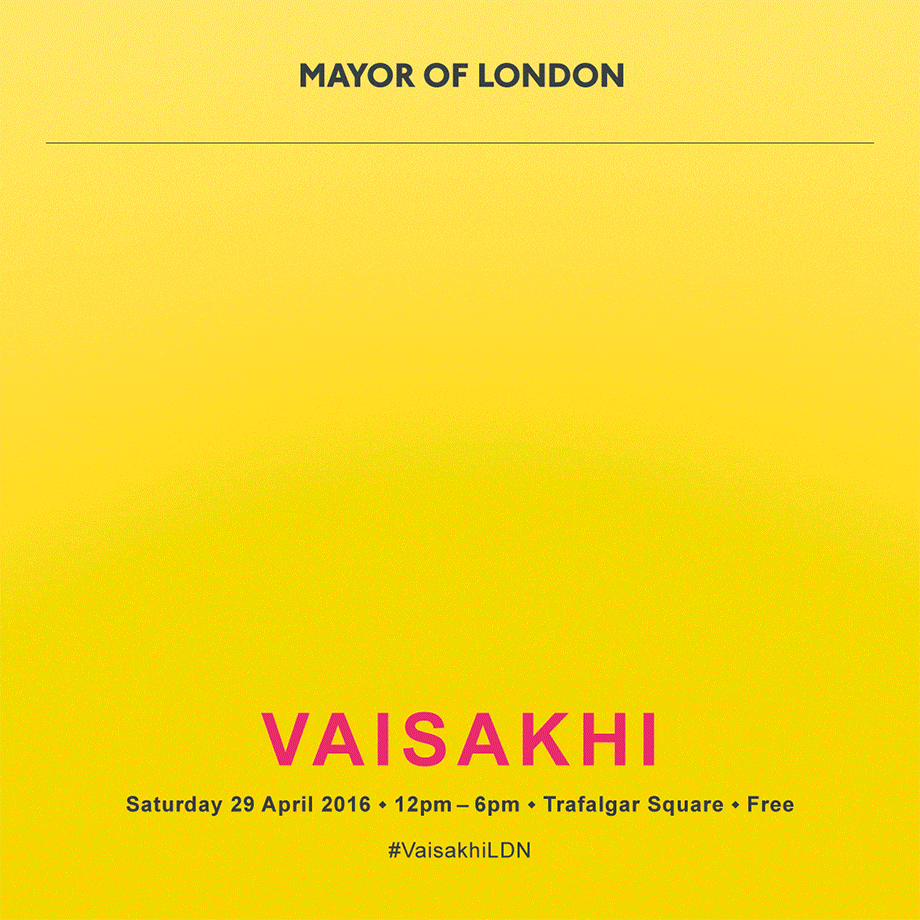 MAYOR OF LONDON
VAISAKHI
Saturday 29 April 2016 • 12pm – 6pm • Trafalgar Square • Free
#VaisakhiLDN